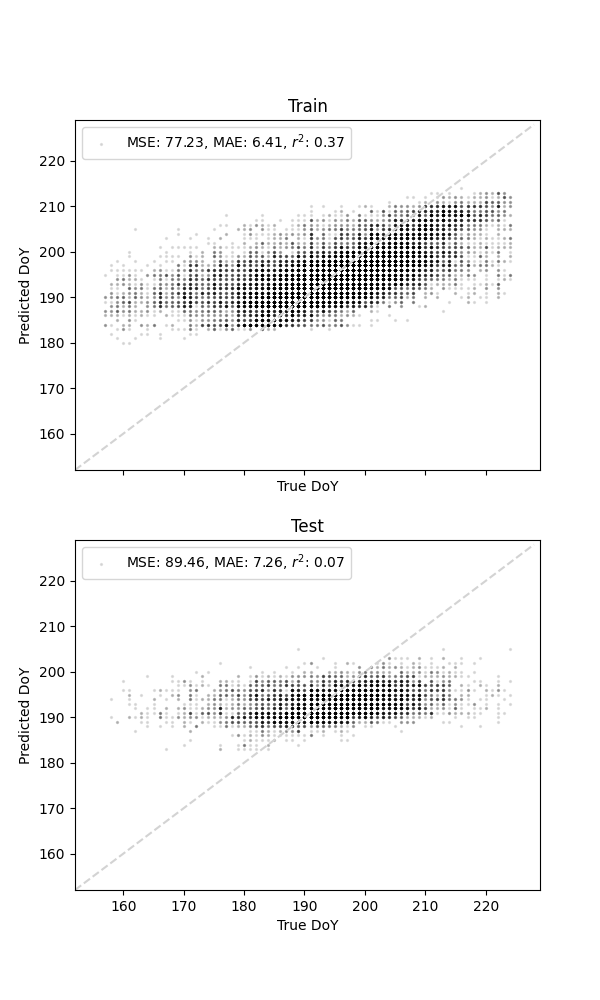 Train
MSE: 77.23, MAE: 6.41, r²: 0.37
220
210
200
190
180
170
160
Predicted DoY
True DoY
Test
MSE: 89.46, MAE: 7.26, r²: 0.07
220
210
200
190
180
170
160
Predicted DoY
160 170 180 190 200 210 220
True DoY